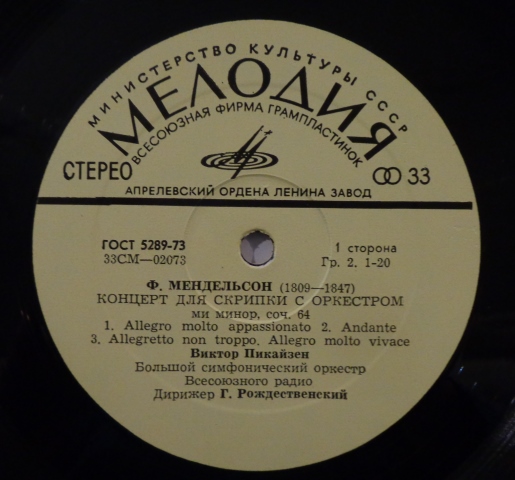 МИНИСТЕРСТВО КУЛЬТУРЫ СССР
МЕЛОДИЯ
ВСЕСОЮЗНАЯ ФИРМА ГРАМПЛАСТИНОК
СТЕРЕО
33
АПРЕЛЕВСКИЙ ОРДЕНА ЛЕНИНА ЗАВОД
ГОСТ 5289-73
1 сторона
33СМ—02073
Гр. 2. 1-20
Ф. МЕНДЕЛЬСОН (1809—1847)
КОНЦЕРТ ДЛЯ СКРИПКИ С ОРКЕСТРОМ
ми минор, соч. 64
1. Allegro molto appassionato 2. Andante
3. Allegretto non troppo. Allegro molto vivace
Виктор Пикайзен
Большой симфонический оркестр
Всесоюзного радио
Дирижер Г. Рождественский